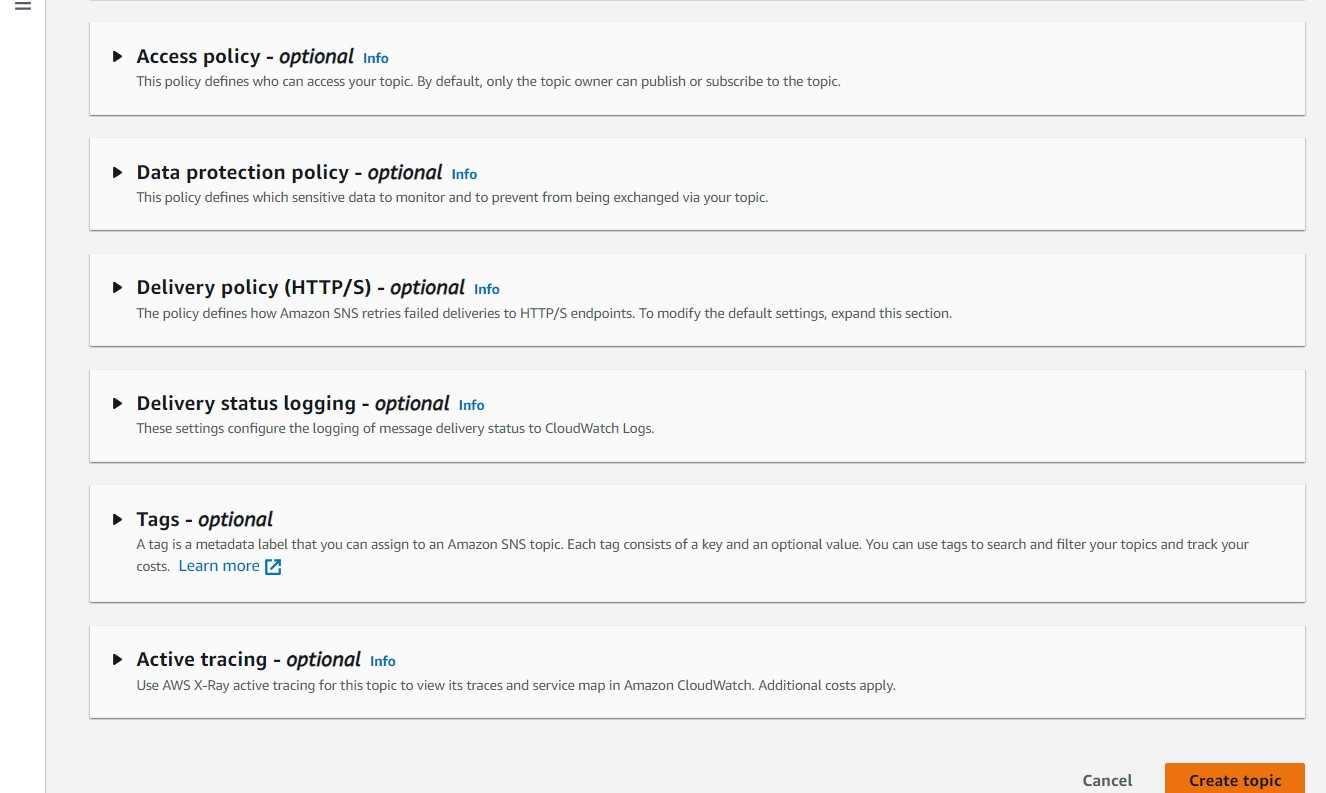 Access policy - optional Info
This policy defines who can access your topic. By default, only the topic owner can publish or subscribe to the topic.
Data protection policy - optional Info
This policy defines which sensitive data to monitor and to prevent from being exchanged via your topic.
Delivery policy (HTTP/S) - optional Info
The policy defines how Amazon SNS retries failed deliveries to HTTP/S endpoints. To modify the default settings, expand this section.
Delivery status logging - optional Info
These settings configure the logging of message delivery status to CloudWatch Logs.
Tags - optional
A tag is a metadata label that you can assign to an Amazon SNS topic. Each tag consists of a key and an optional value. You can use tags to search and filter your topics and track your
costs. Learn more
Active tracing - optional Info
Use AWS X-Ray active tracing for this topic to view its traces and service map in Amazon CloudWatch. Additional costs apply.
Cancel Create topic